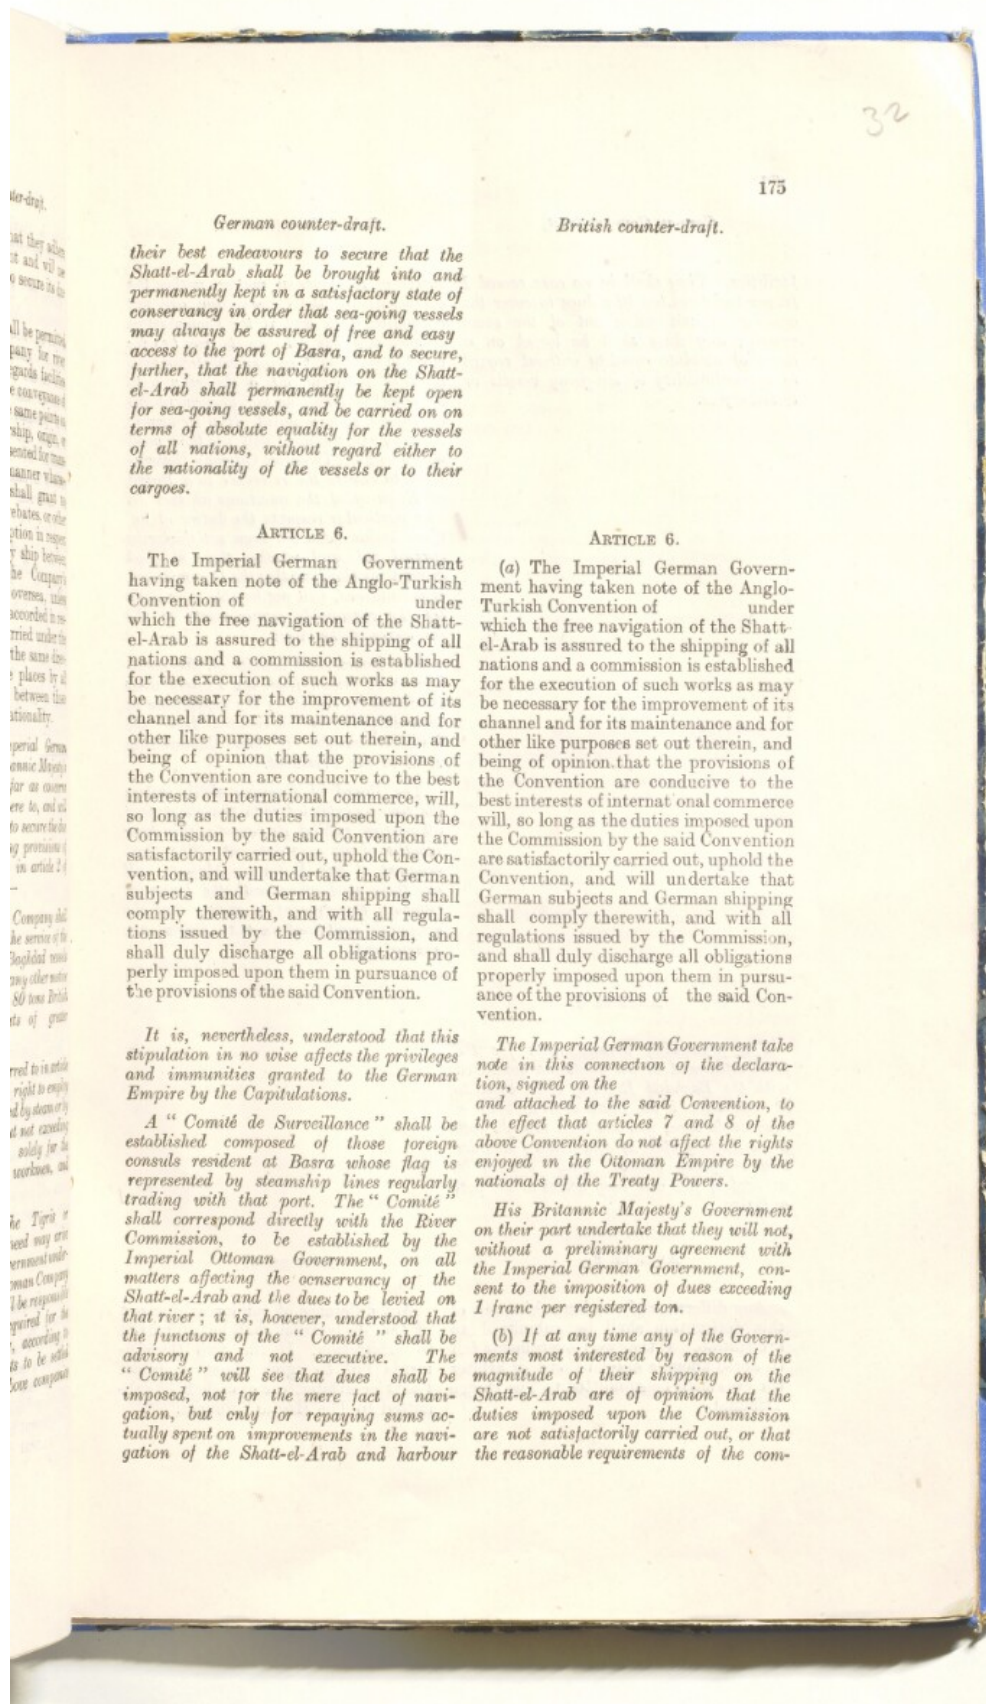 32
175
German counter-draft.
their best endeavours to secure that the
Shatt-el-Arab shall be brought into and
permanently kept in a satisfactory state of
conservancy in order that sea-going vessels
may always be assured of free and easy
access to the port of Basra, and to secure,
further, that the navigation on the Shatt-
el-Arab shall permanently be kept open
for sea-going vessels, and be carried on on
terms of absolute equality for the vessels
of all nations, without regard either to
the nationality of the vessels or to their
cargoes.
ARTICLE 6.
The Imperial German Government
having taken note of the Anglo-Turkish
Convention of under
which the free navigation of the Shatt-
el-Arab is assured to the shipping of all
nations and a commission is established
for the execution of such works as may
be necessary for the improvement of its
channel and for its maintenance and for
other like purposes set out therein, and
being of opinion that the provisions of
the Convention are conducive to the best
interests of international commerce, will,
so long as the duties imposed upon the
Commission by the said Convention are
satisfactorily carried out, uphold the Con-
vention, and will undertake that German
subjects and German shipping shall
comply therewith, and with all regula-
tions issued by the Commission, and
shall duly discharge all obligations pro-
perly imposed upon them in pursuance of
the provisions of the said Convention.
It is, nevertheless, understood that this
stipulation in no wise affects the privileges
and immunities granted to the German
Empire by the Capitulations.
A " Comité de Surveillance " shall be
established composed of those foreign
consuls resident at Basra whose flag is
represented by steamship lines regularly
trading with that port. The " Comité "
shall correspond directly with the River
Commission, to be established by the
Imperial Ottoman Government, on all
matters affecting the conservancy of the
Shatt-el-Arab and the dues to be levied on
that river ; it is, however, understood that
the functions of the " Comité " shall be
advisory and not executive. The
" Comité " will see that dues shall be
imposed, not for the mere fact of navi-
gation, but only for repaying sums ac-
tually spent on improvements in the navi-
gation of the Shatt-el-Arab and harbour
British counter-draft.
ARTICLE 6.
(a) The Imperial German Govern-
ment having taken note of the Anglo-
Turkish Convention of under
which the free navigation of the Shatt-
el-Arab is assured to the shipping of all
nations and a commission is established
for the execution of such works as may
be necessary for the improvement of its
channel and for its maintenance and for
other like purposes set out therein, and
being of opinion that the provisions of
the Convention are conducive to the
best interests of internat onal commerce
will, so long as the duties imposed upon
the Commission by the said Convention
are satisfactorily carried out, uphold the
Convention, and will undertake that
German subjects and German shipping
shall comply therewith, and with all
regulations issued by the Commission,
and shall duly discharge all obligations
properly imposed upon them in pursu-
ance of the provisions of the said Con-
vention.
The Imperial German Government take
note in this connection of the declara-
tion, signed on the
and attached to the said Convention, to
the effect that articles 7 and 8 of the
above Convention do not affect the rights
enjoyed in the Ottoman Empire by the
nationals of the Treaty Powers.
His Britannic Majesty's Government
on their part undertake that they will not,
without a preliminary agreement with
the Imperial German Government, con-
sent to the imposition of dues exceeding
1 franc per registered ton.
(b) If at any time any of the Govern-
ments most interested by reason of the
magnitude of their shipping on the
Shatt-el-Arab are of opinion that the
duties imposed upon the Commission
are not satisfactorily carried out, or that
the reasonable requirements of the com-